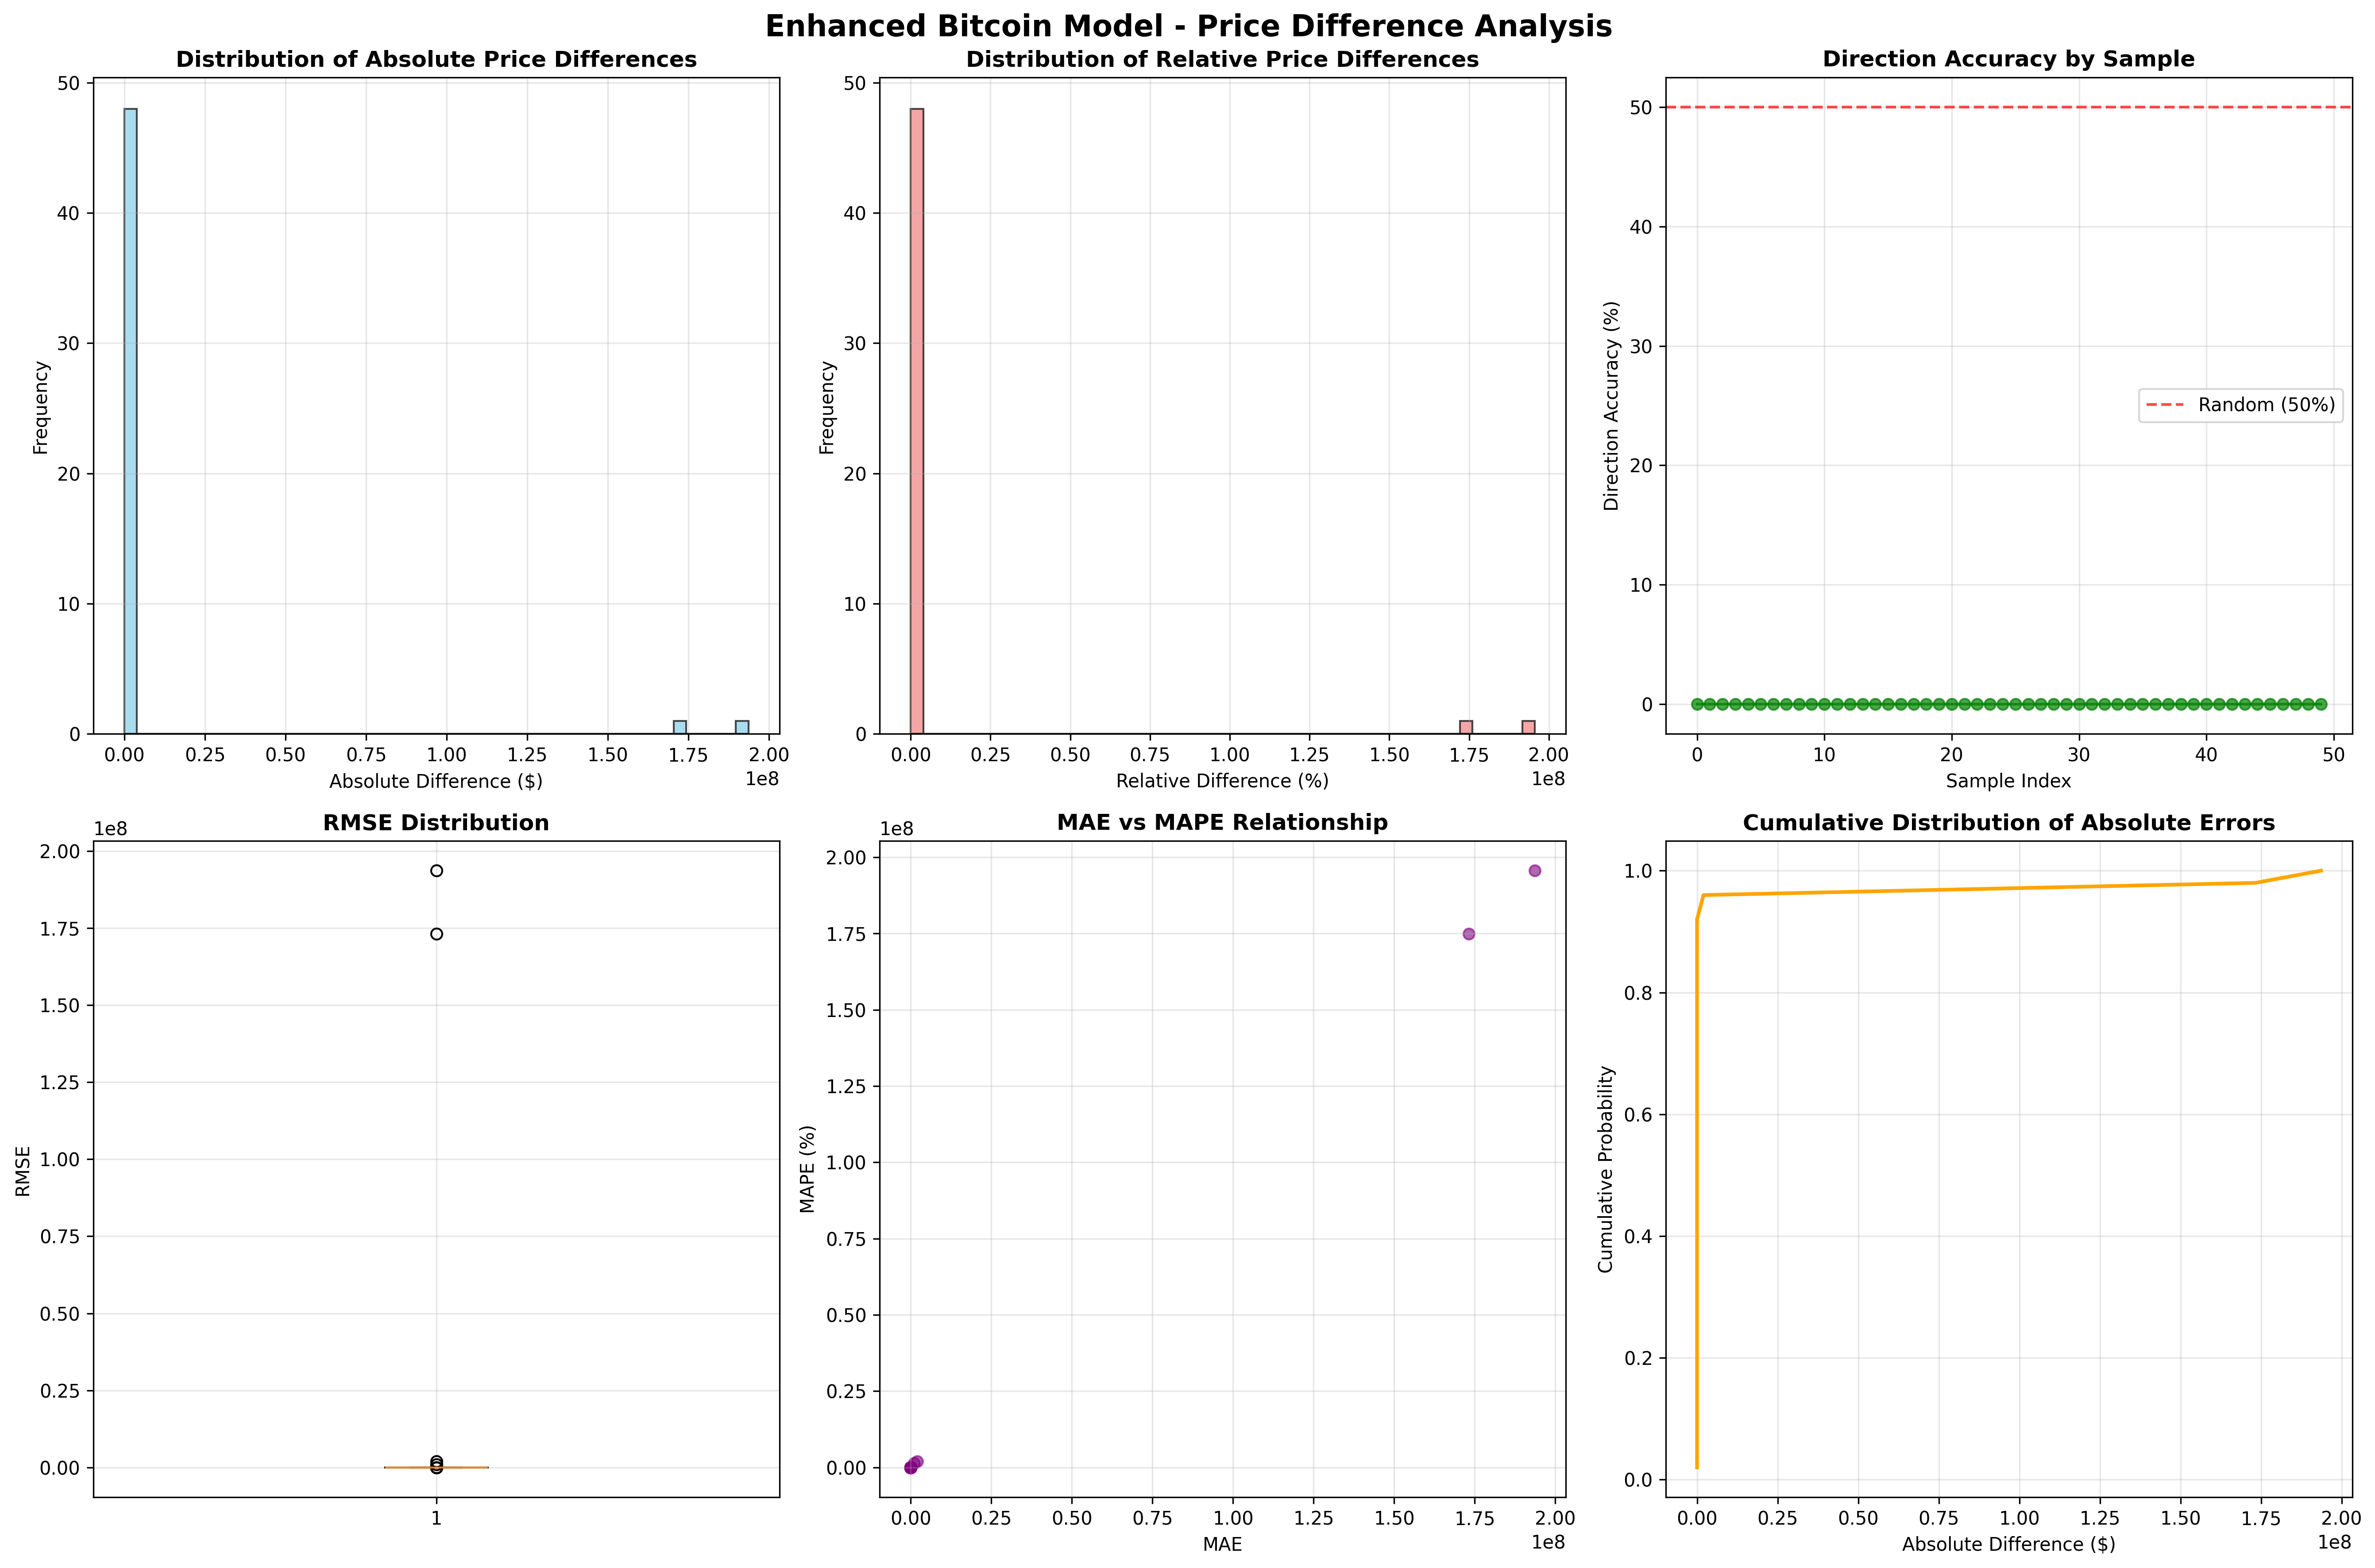 Enhanced Bitcoin Model - Price Difference Analysis
Distribution of Absolute Price Differences
50
40
30
20
10
0
Frequency
0.00 0.25 0.50 0.75 1.00 1.25 1.50 1.75 2.00
1e8
Absolute Difference ($)
Distribution of Relative Price Differences
50
40
30
20
10
0
Frequency
0.00 0.25 0.50 0.75 1.00 1.25 1.50 1.75 2.00
1e8
Relative Difference (%)
Direction Accuracy by Sample
50
40
30
20
10
0
Direction Accuracy (%)
Random (50%)
0 10 20 30 40 50
Sample Index
RMSE Distribution
1e8
2.00
1.75
1.50
1.25
1.00
0.75
0.50
0.25
0.00
RMSE
1
MAE vs MAPE Relationship
1e8
2.00
1.75
1.50
1.25
1.00
0.75
0.50
0.25
0.00
MAPE (%)
0.00 0.25 0.50 0.75 1.00 1.25 1.50 1.75 2.00
1e8
MAE
Cumulative Distribution of Absolute Errors
1.0
0.8
0.6
0.4
0.2
0.0
Cumulative Probability
0.00 0.25 0.50 0.75 1.00 1.25 1.50 1.75 2.00
1e8
Absolute Difference ($)